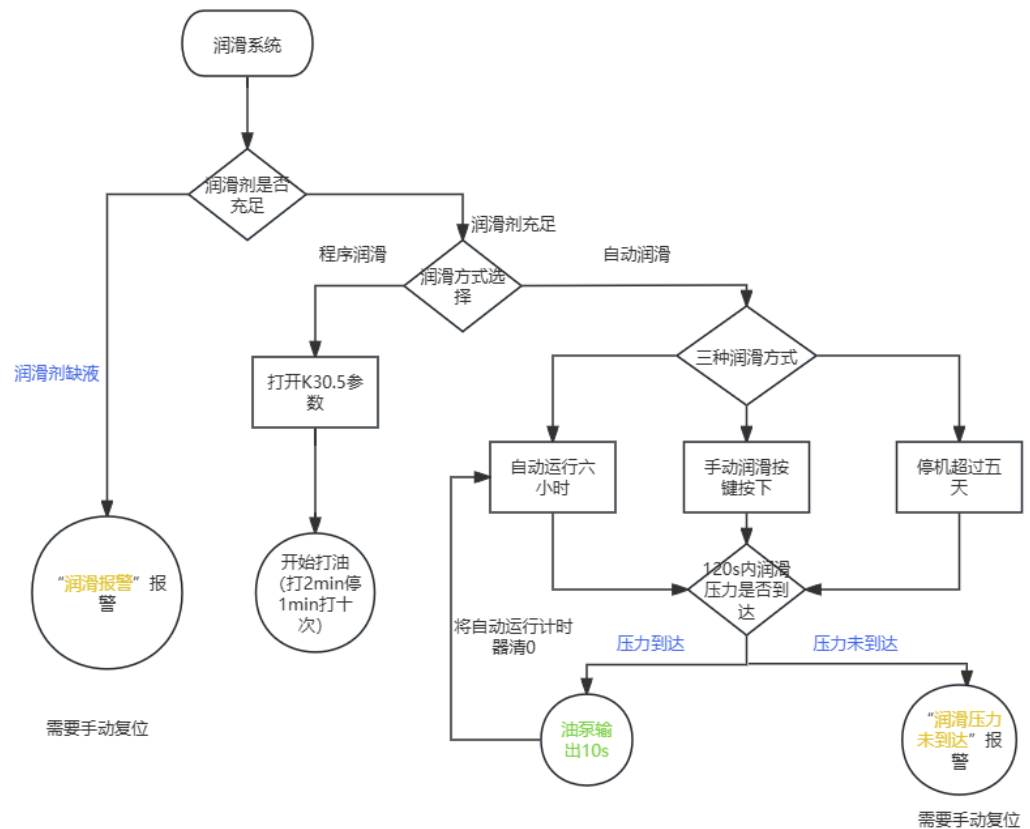 润滑系统
润滑剂是否
充足
润滑剂充足
程序润滑
自动润滑
润滑方式选
择
三种润滑方式
润滑剂缺液
打开K30.5参
数
自动运行六
小时
手动润滑按
键按下
停机超过五
天
“润滑报警”报
警
开始打油
（打2min停
1min打十
次）
120s内润滑
压力是否到
达
将自动运行计时
器清0
压力到达
压力未到达
油泵输
出10s
“润滑压力
未到达”报
警
需要手动复位
需要手动复位